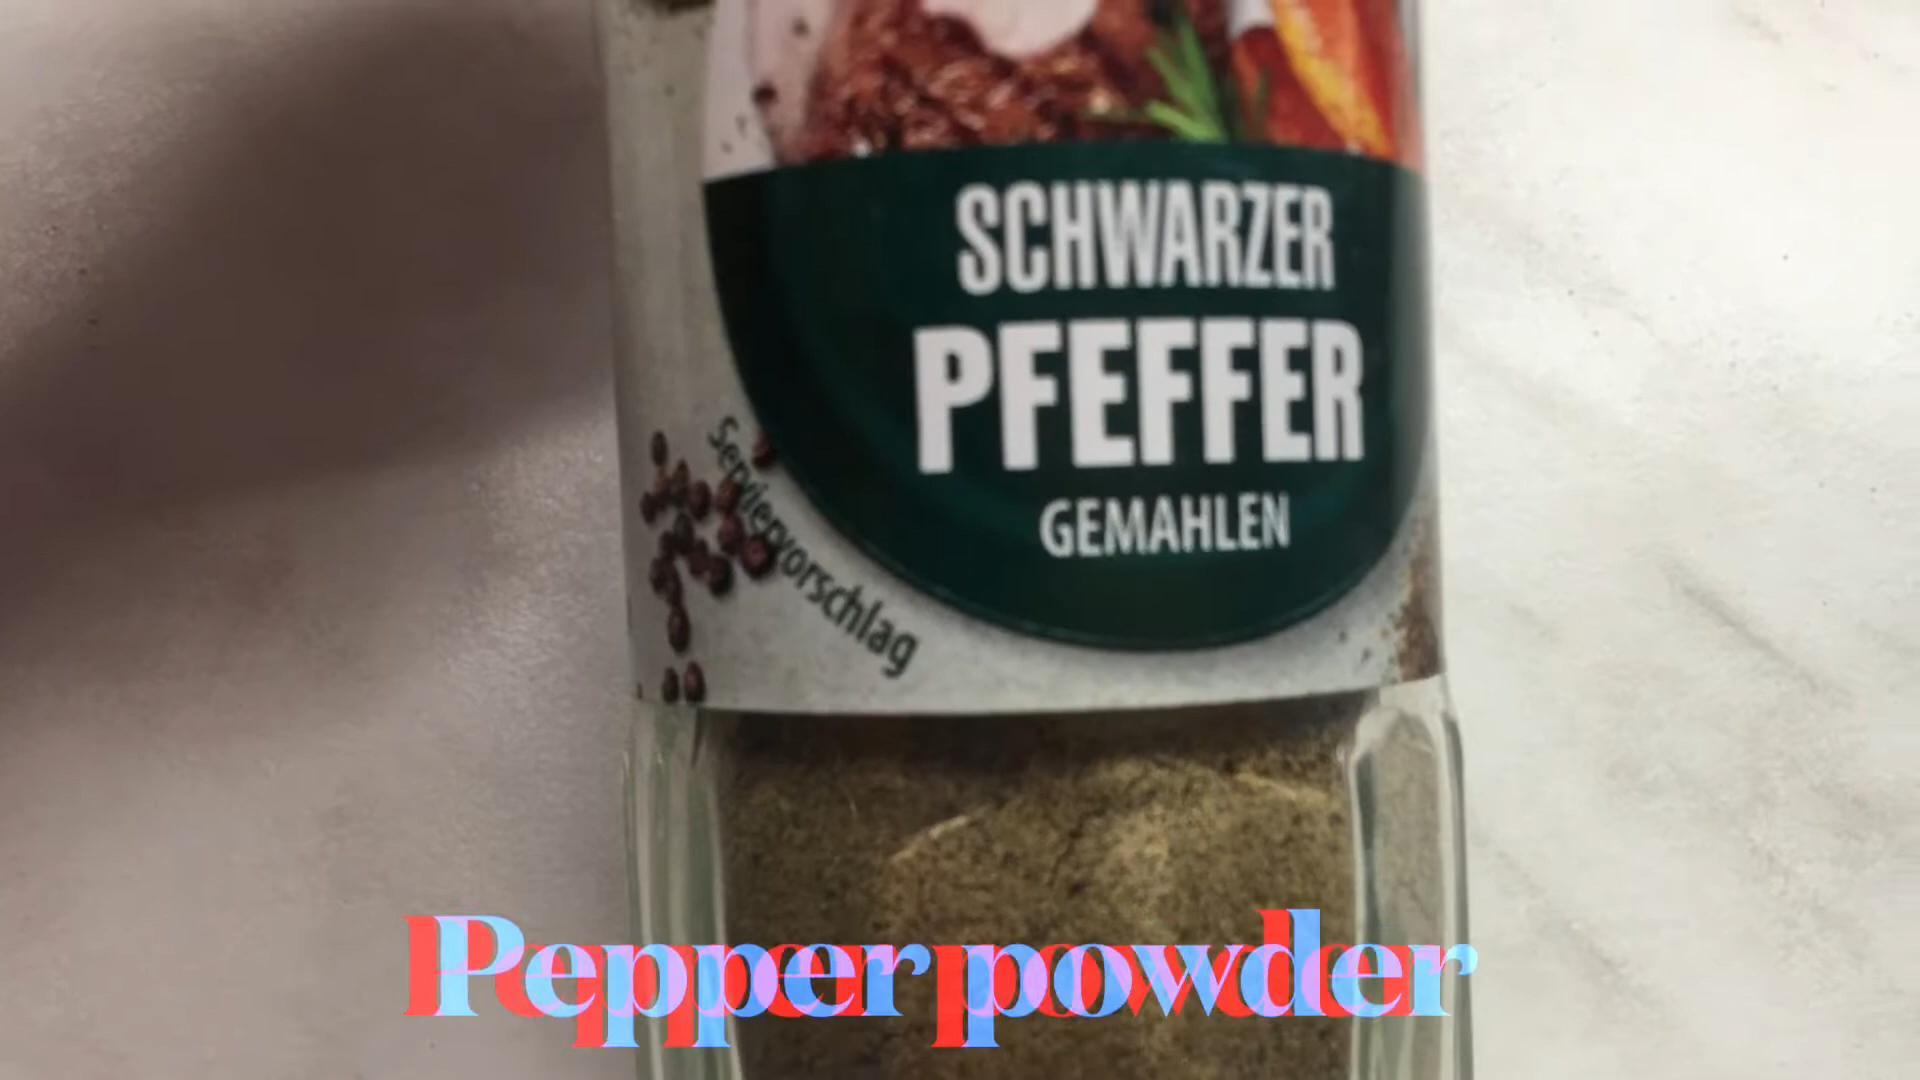 SCHWARZER
PFEFFER
GEMAHLEN
Serviervorschlag
Pepper powder